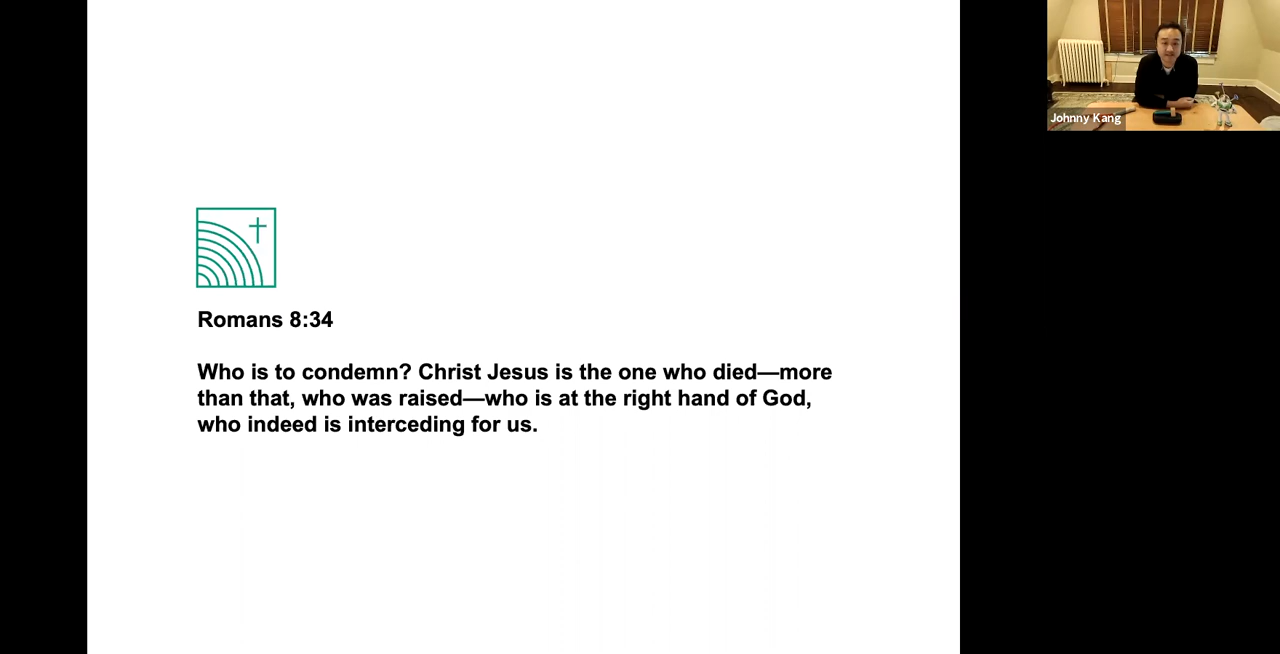 Johnny Kang
Romans 8:34
Who is to condemn? Christ Jesus is the one who died—more
than that, who was raised—who is at the right hand of God,
who indeed is interceding for us.